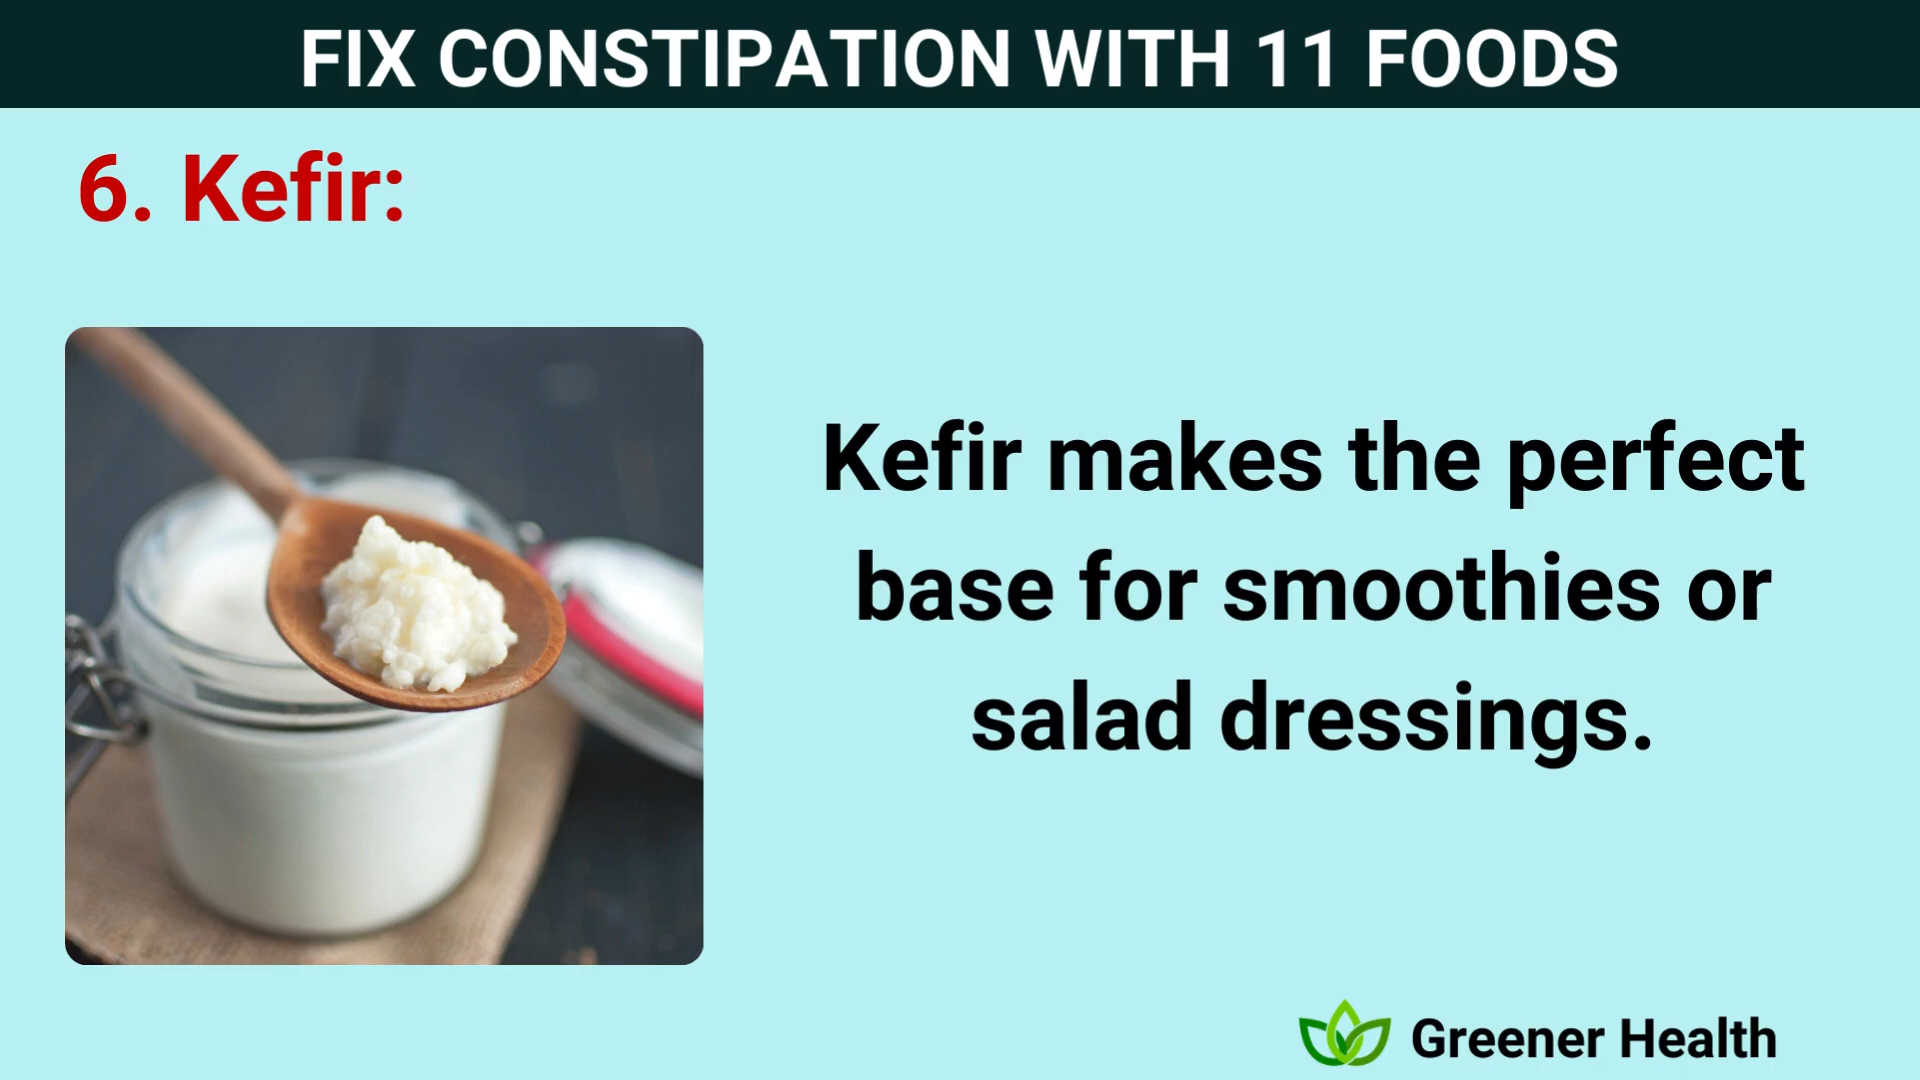 FIX CONSTIPATION WITH 11 FOODS
6. Kefir:
Kefir makes the perfect
base for smoothies or
salad dressings.
Greener Health